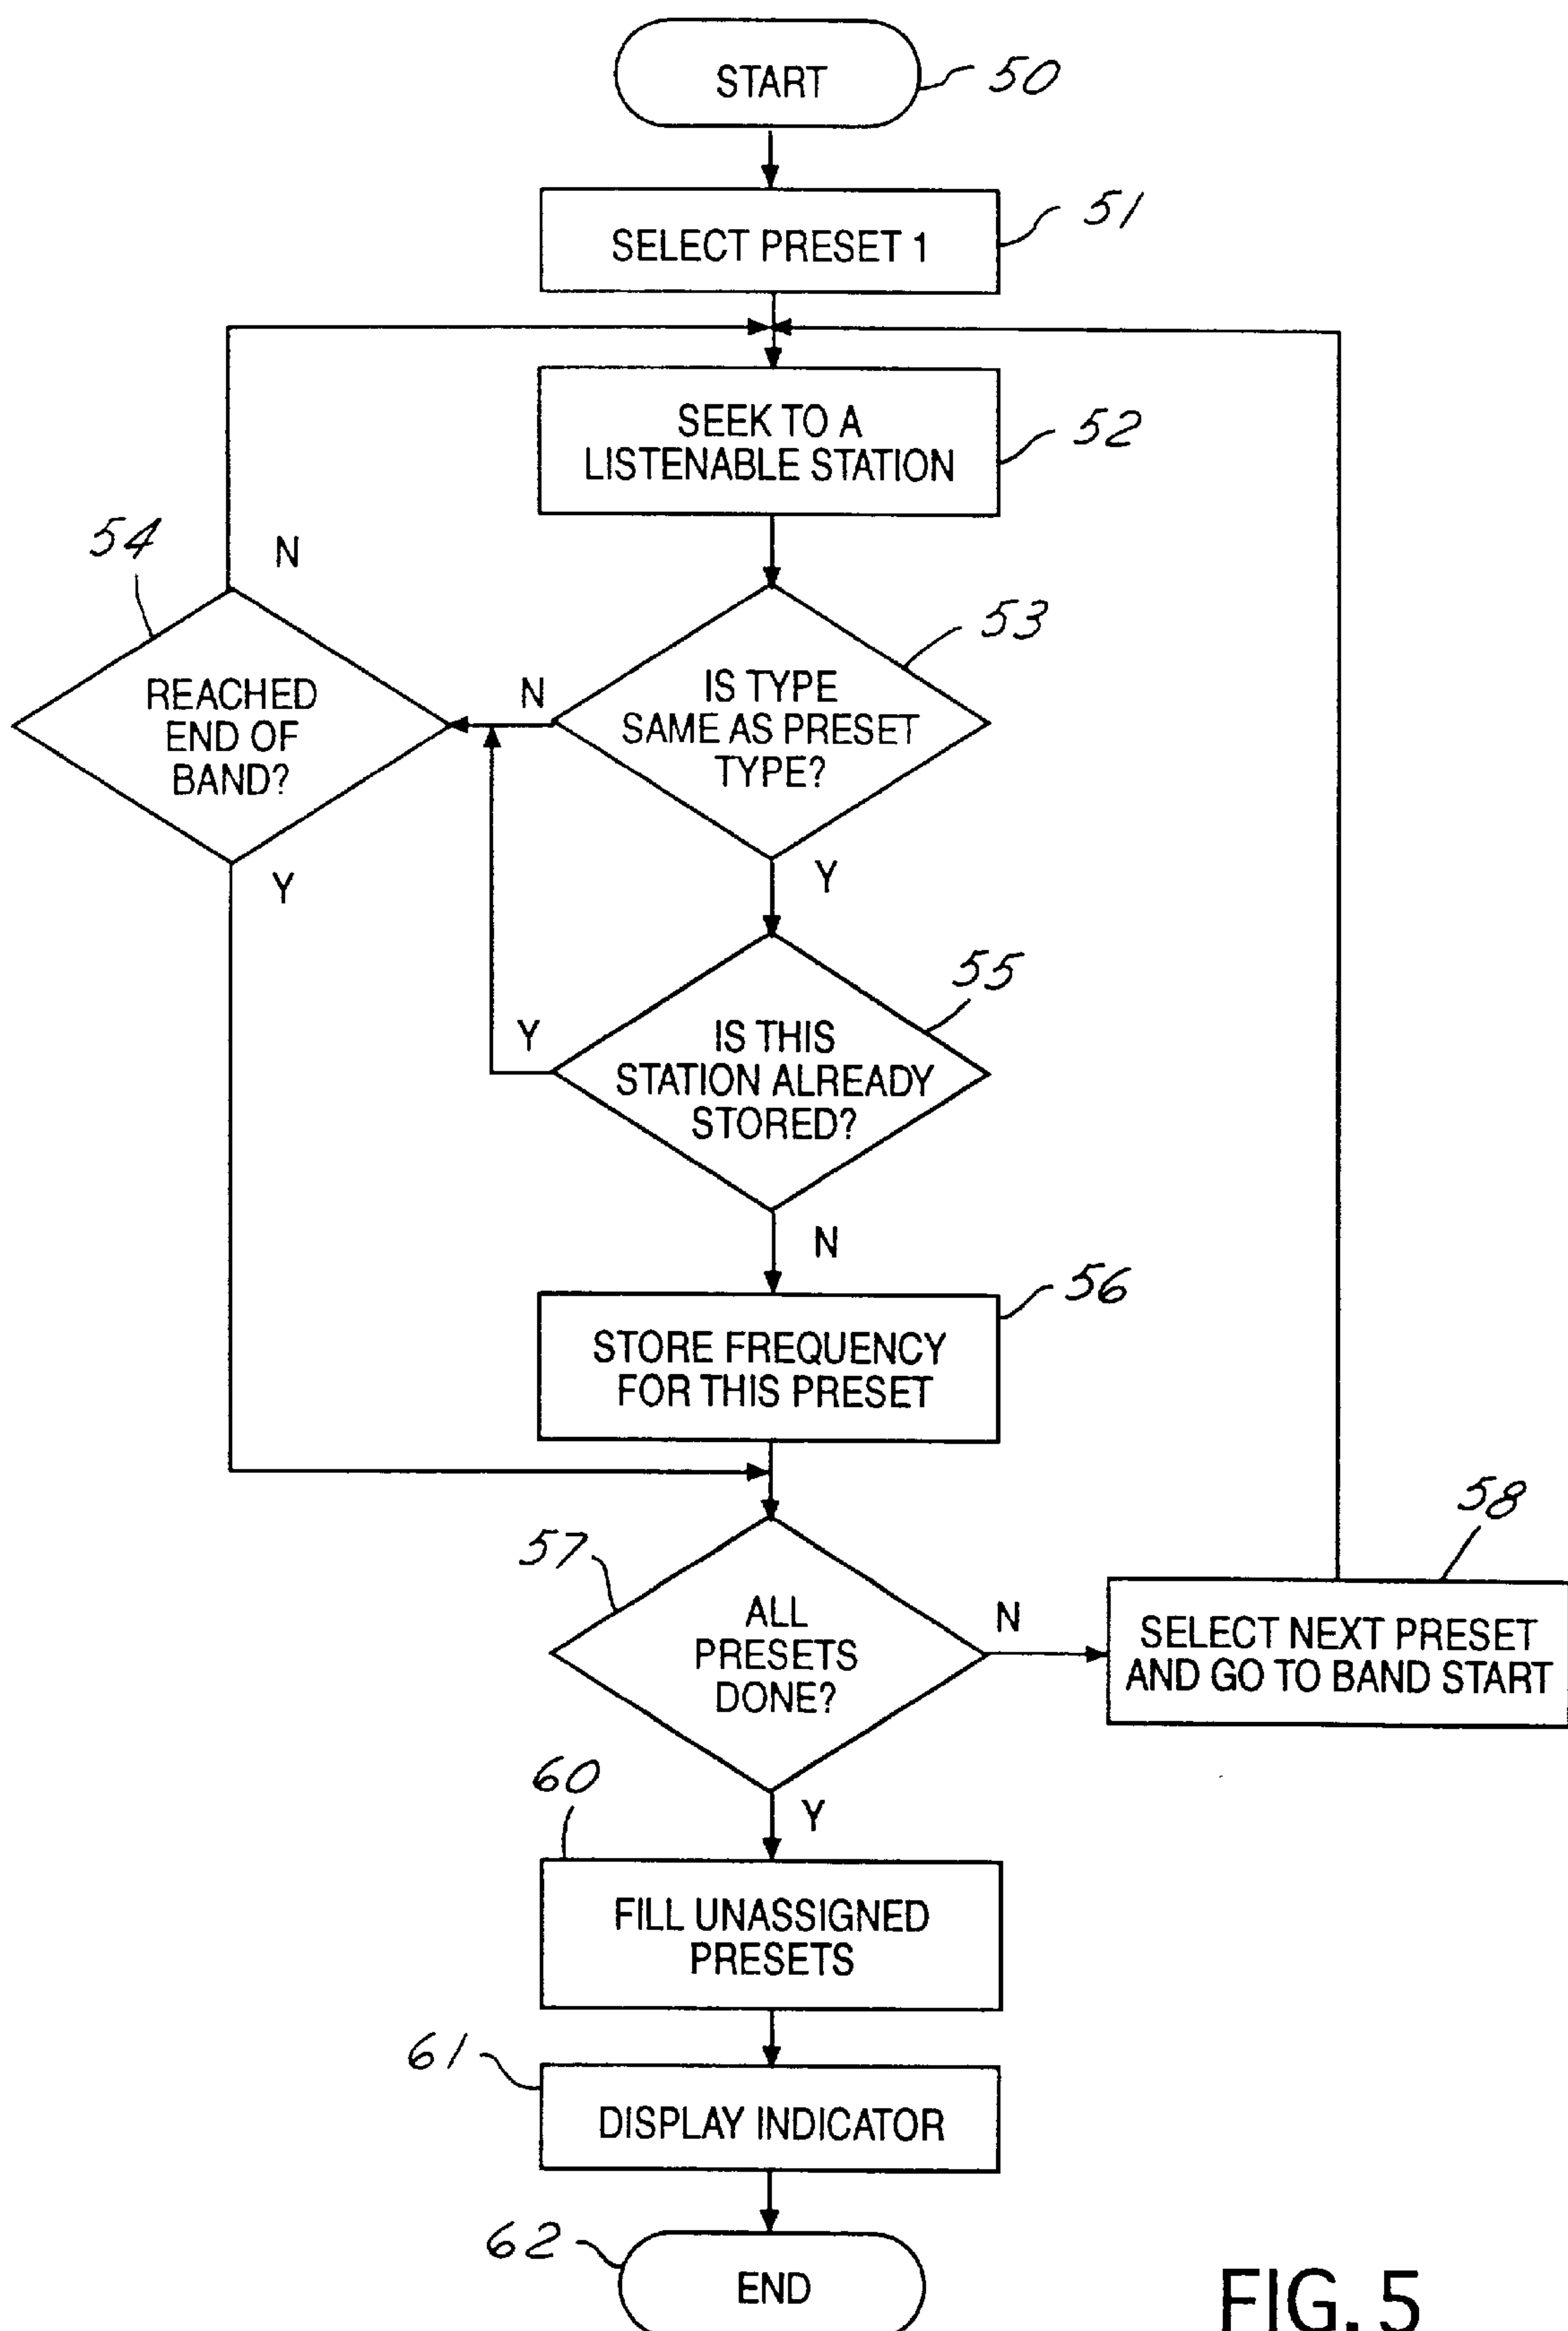 START
50
SELECT PRESET 1
51
SEEK TO A
LISTENABLE STATION
52
54
N
REACHED
END OF
BAND?
Y
N
IS TYPE
SAME AS PRESET
TYPE?
53
Y
Y
IS THIS
STATION ALREADY
STORED?
55
N
STORE FREQUENCY
FOR THIS PRESET
56
57
ALL
PRESETS
DONE?
N
58
SELECT NEXT PRESET
AND GO TO BAND START
Y
60
FILL UNASSIGNED
PRESETS
61
DISPLAY INDICATOR
62
END
FIG. 5